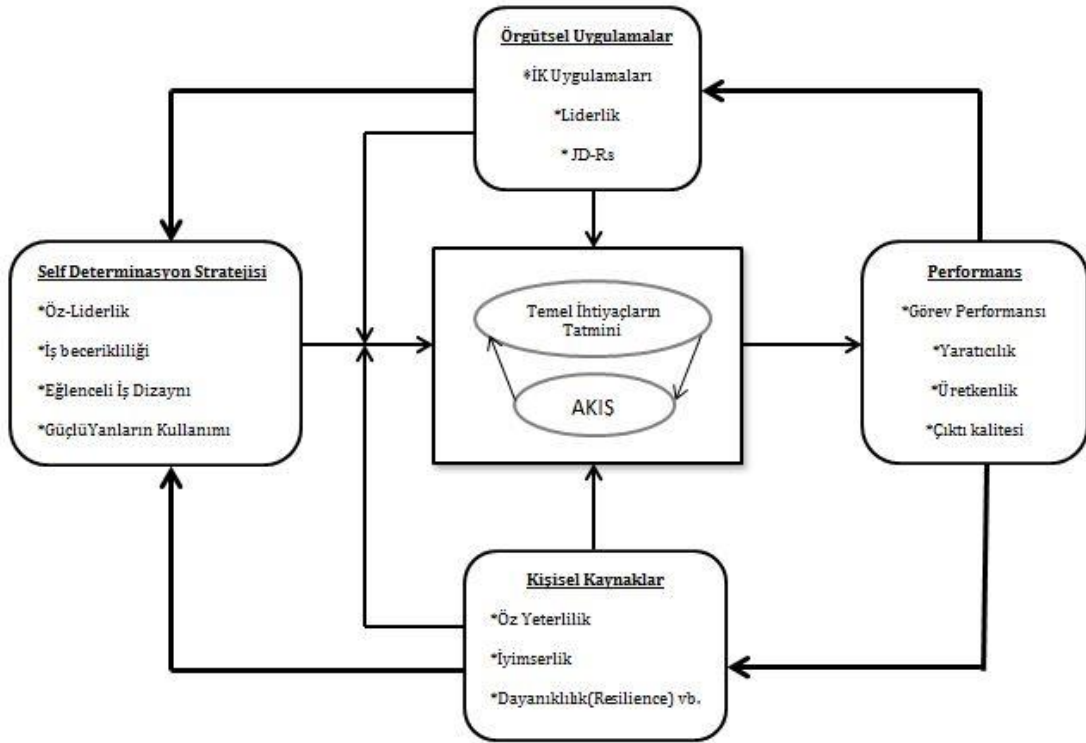 Örgütsel Uygulamalar
*İK Uygulamaları
*Liderlik
* JD-Rs
Self Determinasyon Stratejisi
*Öz-Liderlik
*İş becerikliliği
*Eğlenceli İş Dizaynı
*GüçlüYanların Kullanımı
Temel İhtiyaçların
Tatmini
AKIŞ
Performans
*Görev Performansı
*Yaratıcılık
*Üretkenlik
*Çıktı kalitesi
Kişisel Kaynaklar
*Öz Yeterlilik
*İyimserlik
*Dayanıklılık(Resilience) vb.